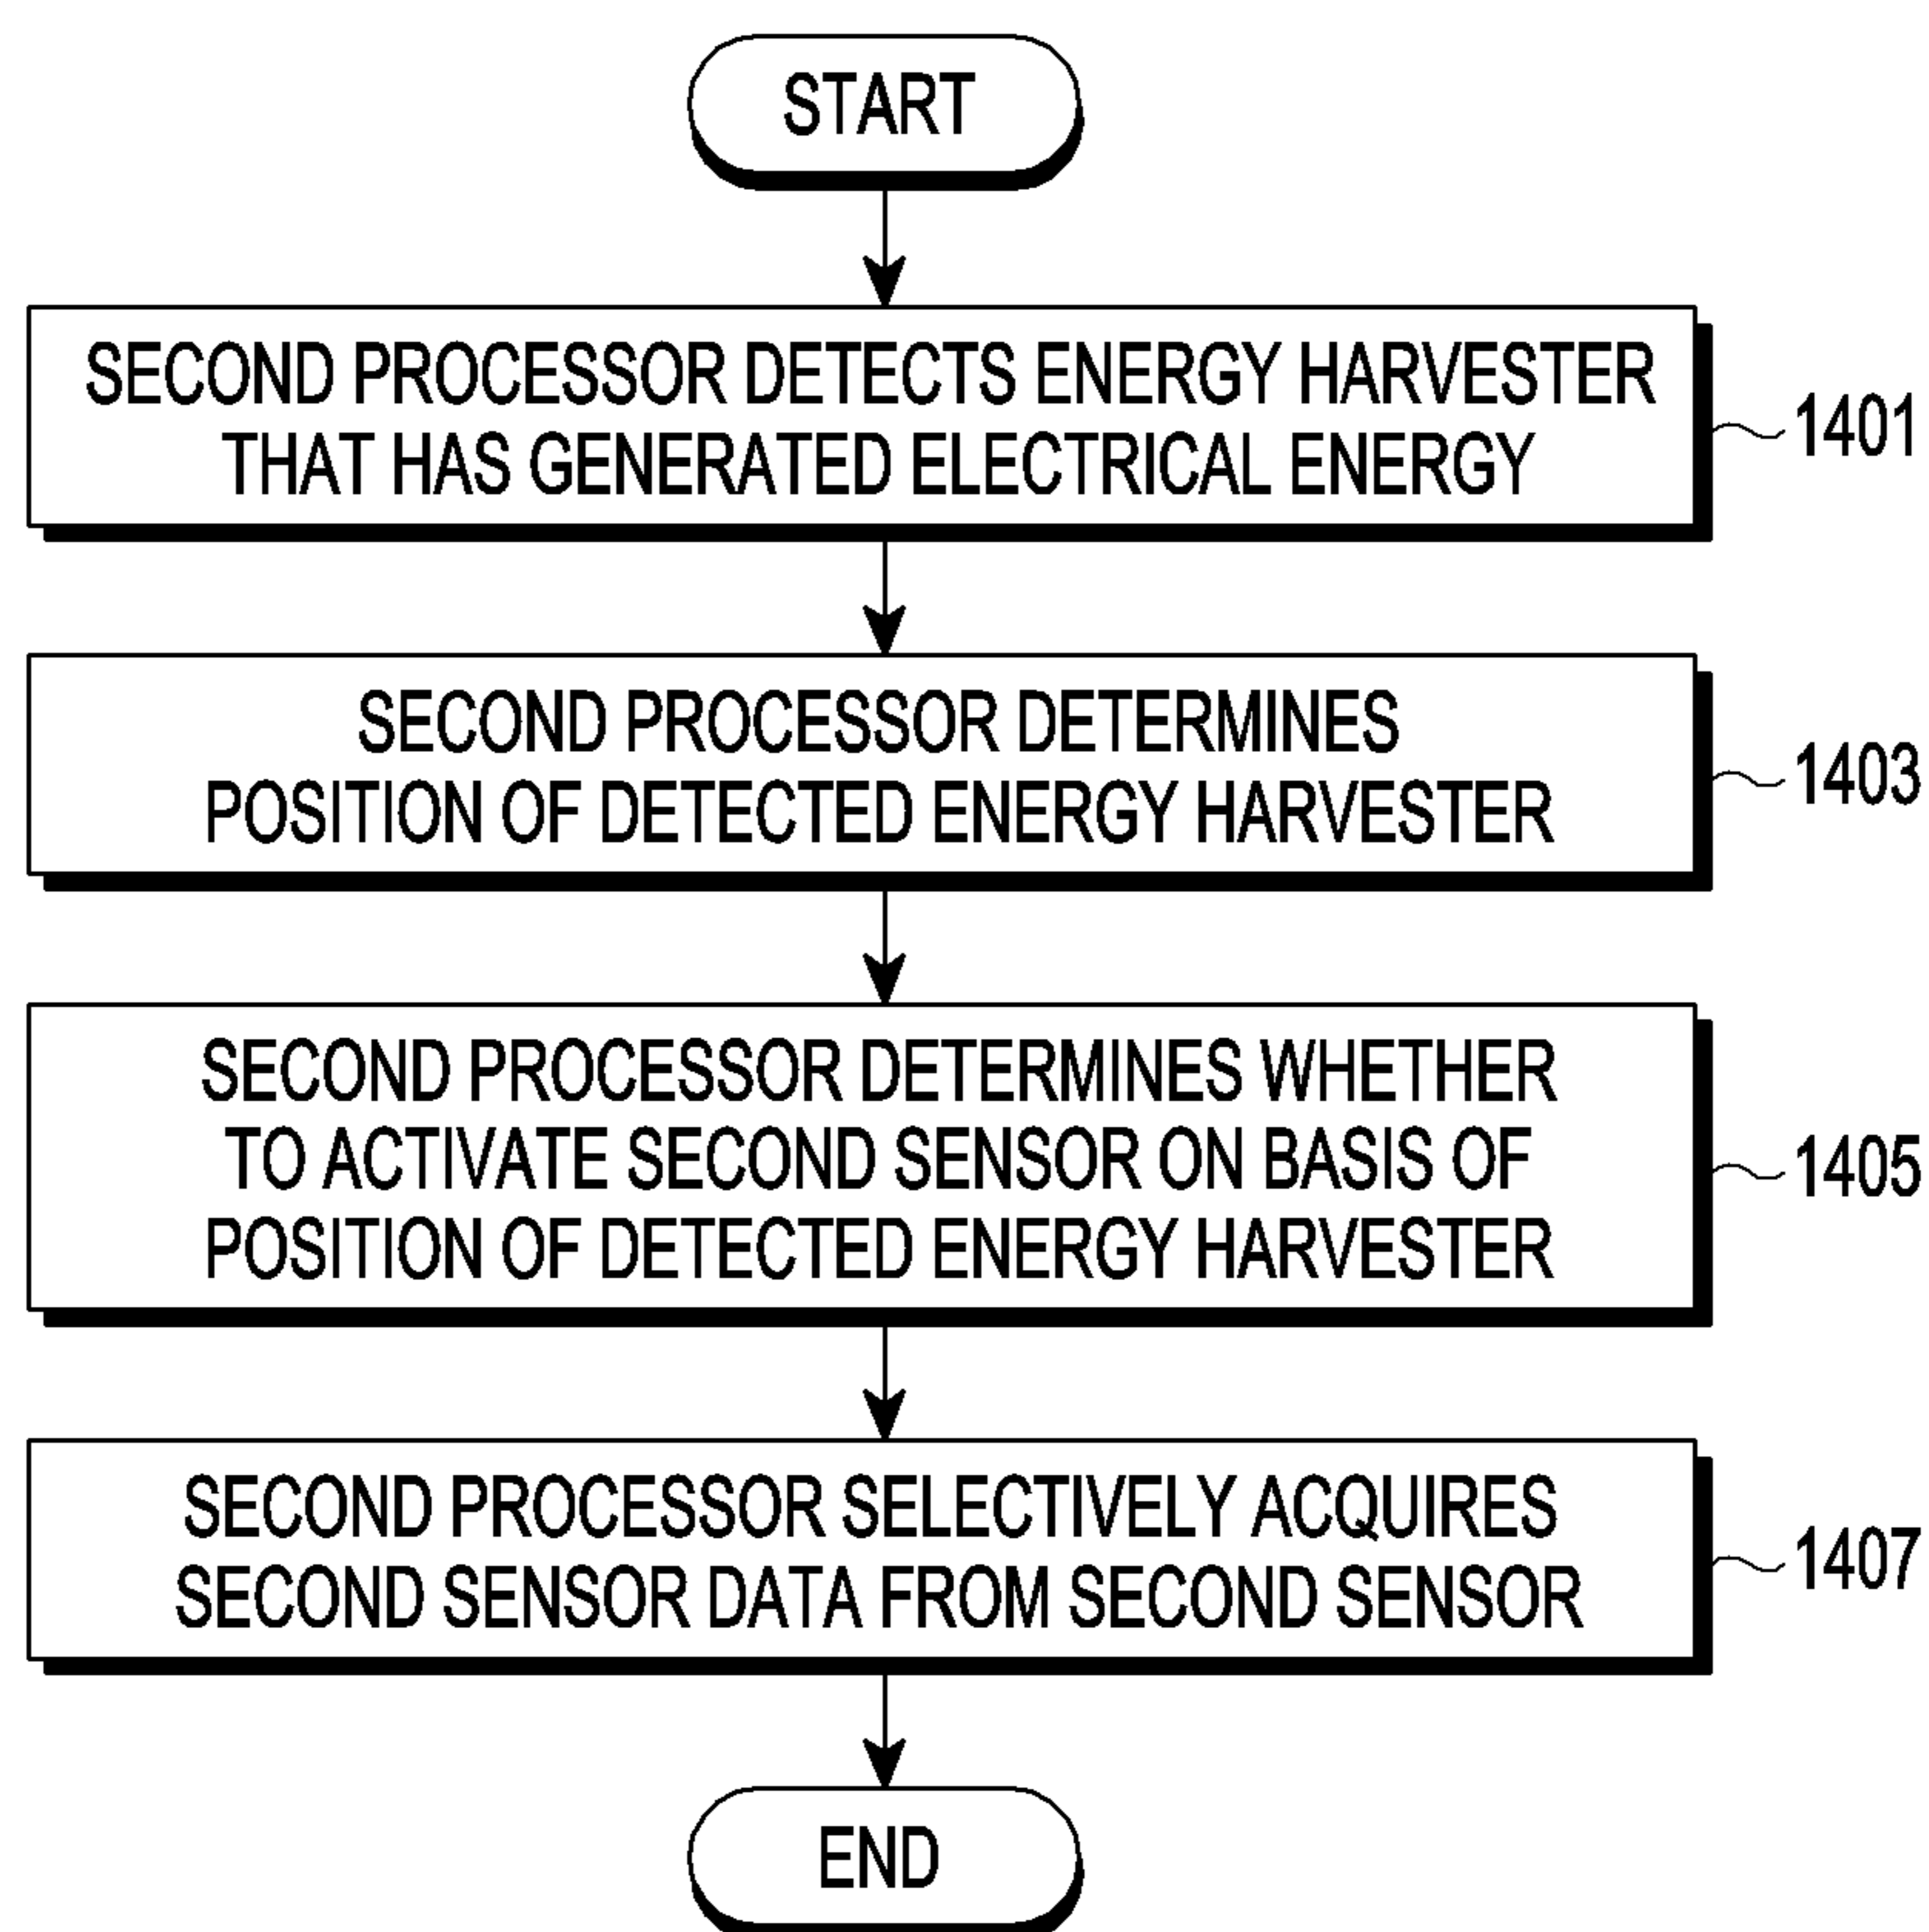 START
SECOND PROCESSOR DETECTS ENERGY HARVESTER
THAT HAS GENERATED ELECTRICAL ENERGY
1401
SECOND PROCESSOR DETERMINES
POSITION OF DETECTED ENERGY HARVESTER
1403
SECOND PROCESSOR DETERMINES WHETHER
TO ACTIVATE SECOND SENSOR ON BASIS OF
POSITION OF DETECTED ENERGY HARVESTER
1405
SECOND PROCESSOR SELECTIVELY ACQUIRES
SECOND SENSOR DATA FROM SECOND SENSOR
1407
END